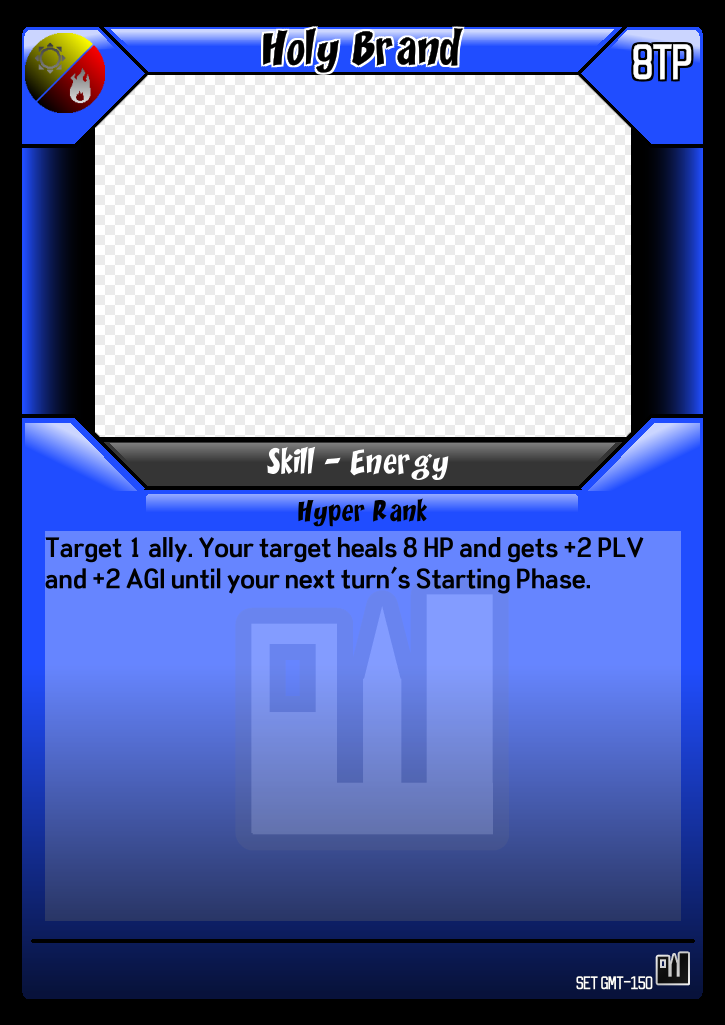 Holy Brand
8TP
Skill - Energy
Hyper Rank
Target 1 ally. Your target heals 8 HP and gets +2 PLV
and +2 AGI until your next turn's Starting Phase.
SET GMT-150